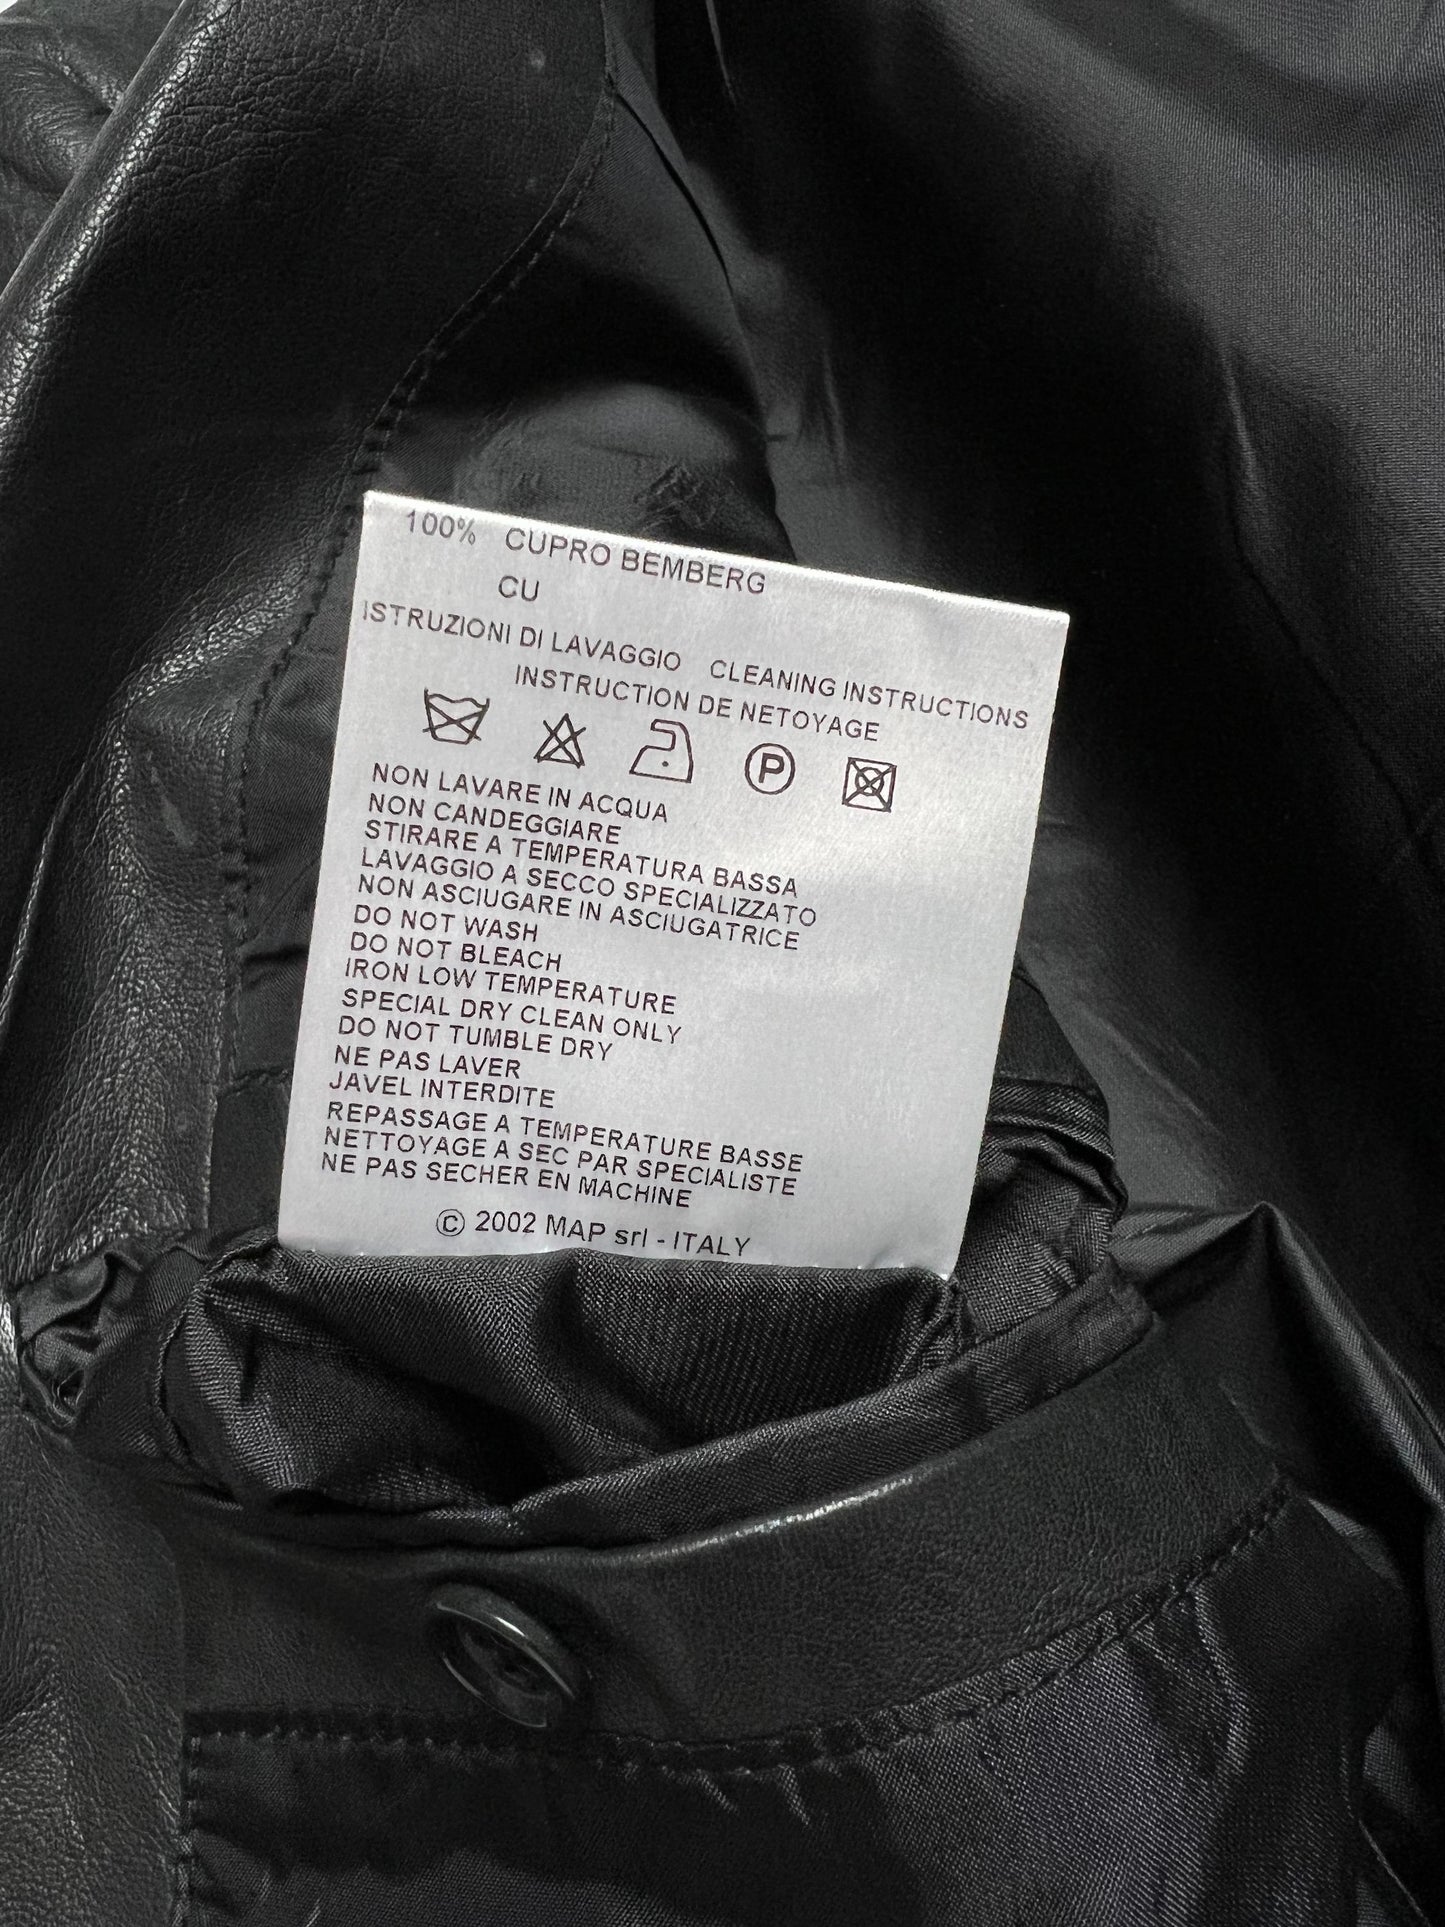 100% CUPRO BEMBERG
CU
ISTRUZIONI DI LAVAGGIO CLEANING INSTRUCTIONS
INSTRUCTION DE NETOYAGE
P
NON LAVARE IN ACQUA
NON CANDEGGIARE
STIRARE A TEMPERATURA BASSA
LAVAGGIO A SECCO SPECIALIZZATO
NON ASCIUGARE IN ASCIUGATRICE
DO NOT WASH
DO NOT BLEACH
IRON LOW TEMPERATURE
SPECIAL DRY CLEAN ONLY
DO NOT TUMBLE DRY
NE PAS LAVER
JAVEL INTERDITE
REPASSAGE A TEMPERATURE BASSE
NETTOYAGE A SEC PAR SPECIALISTE
NE PAS SECHER EN MACHINE
© 2002 MAP srl - ITALY